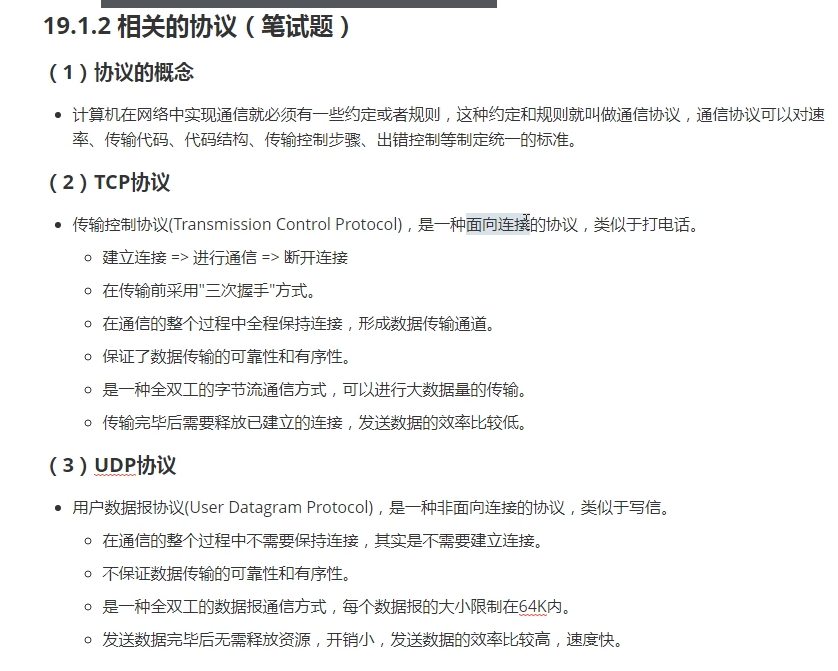 19.1.2 相关的协议（笔试题）
（1）协议的概念
计算机在网络中实现通信就必须有一些约定或者规则，这种约定和规则就叫做通信协议，通信协议可以对速
率、传输代码、代码结构、传输控制步骤、出错控制等制定统一的标准。
（2）TCP协议
传输控制协议(Transmission Control Protocol)，是一种面向连接的协议，类似于打电话。
建立连接 => 进行通信 => 断开连接
在传输前采用"三次握手"方式。
在通信的整个过程中全程保持连接，形成数据传输通道。
保证了数据传输的可靠性和有序性。
是一种全双工的字节流通信方式，可以进行大数据量的传输。
传输完毕后需要释放已建立的连接，发送数据的效率比较低。
（3）UDP协议
用户数据报协议(User Datagram Protocol)，是一种非面向连接的协议，类似于写信。
在通信的整个过程中不需要保持连接，其实是不需要建立连接。
不保证数据传输的可靠性和有序性。
是一种全双工的数据报通信方式，每个数据报的大小限制在64K内。
发送数据完毕后无需释放资源，开销小，发送数据的效率比较高，速度快。